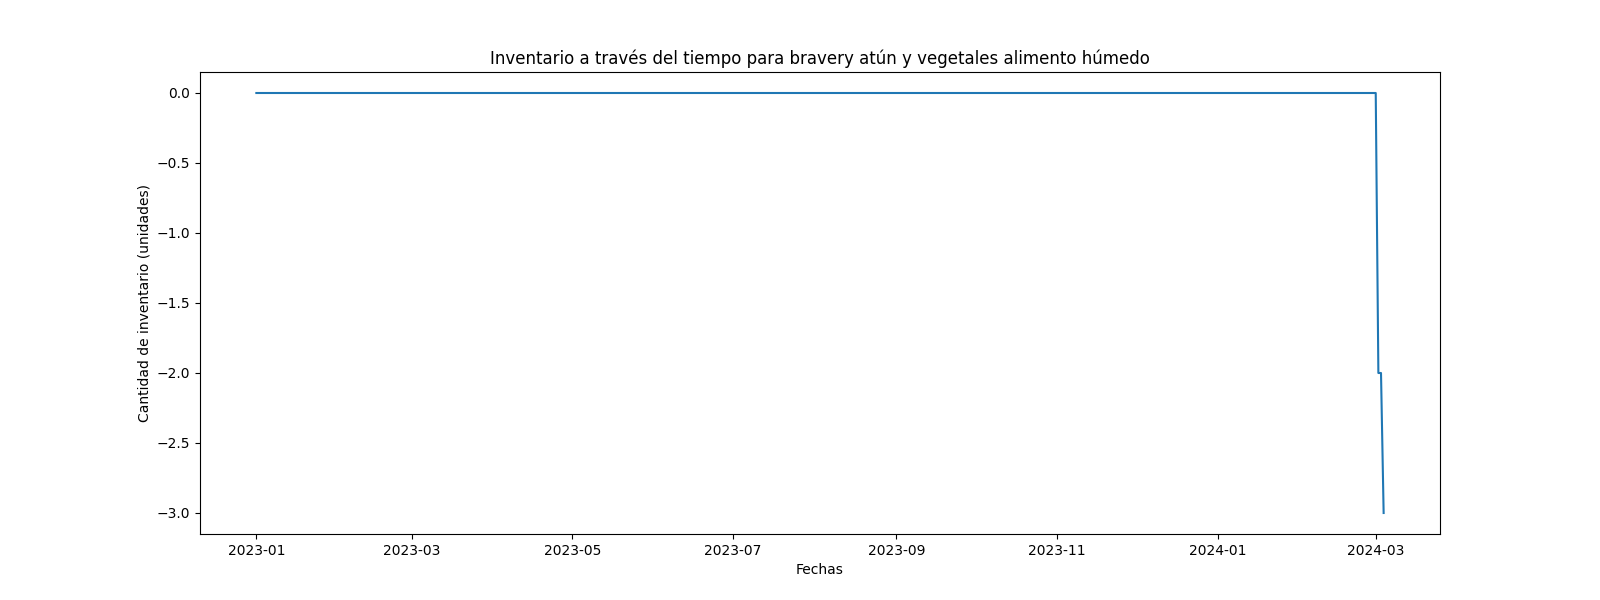 Inventario a través del tiempo para bravery atún y vegetales alimento húmedo
Cantidad de inventario (unidades)
0.0
−0.5
−1.0
−1.5
−2.0
−2.5
−3.0
2023-01 2023-03 2023-05 2023-07 2023-09 2023-11 2024-01 2024-03
Fechas